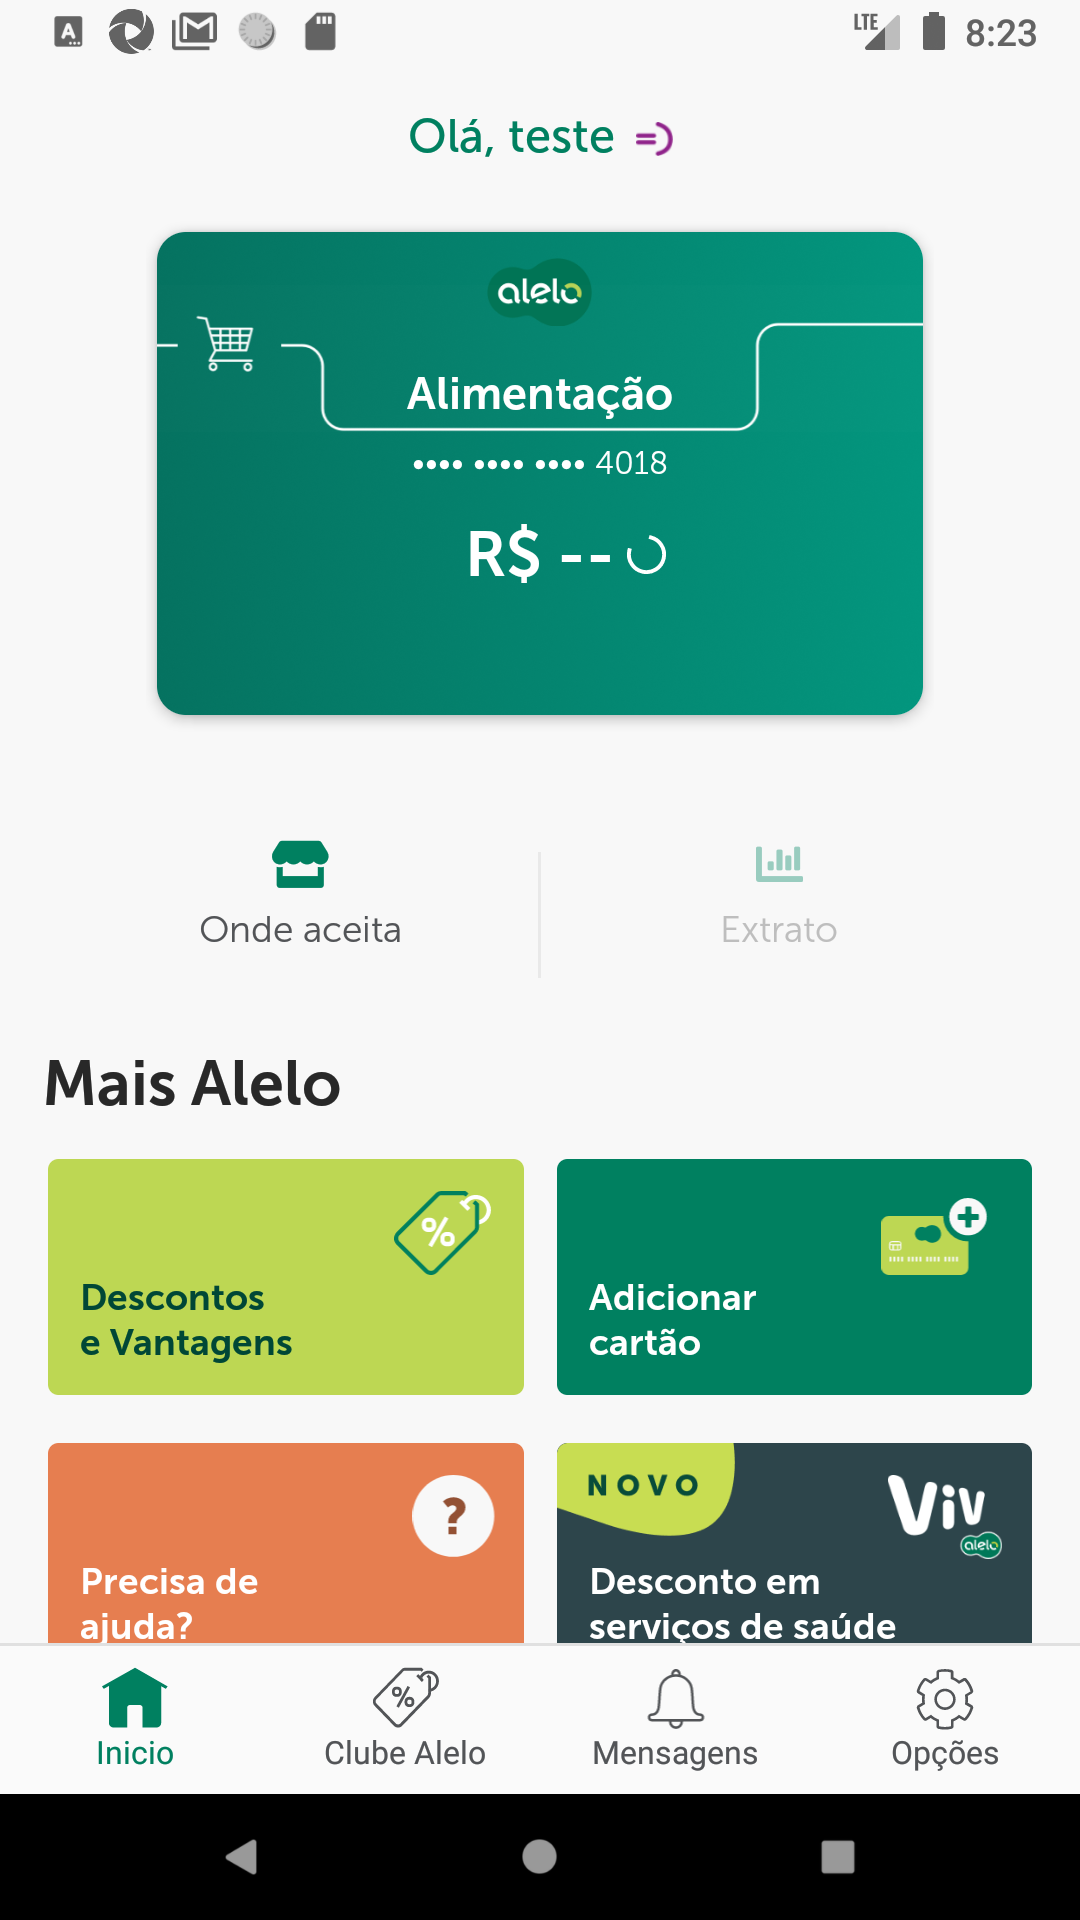 LTE 8:23
Olá, teste =)
alelo
Alimentação
•••• •••• •••• 4018
R$ --
Onde aceita
Extrato
Mais Alelo
%
Descontos
e Vantagens
Adicionar
cartão
?
Precisa de
ajuda?
NOVO
Viv
alelo
Desconto em
serviços de saúde
Inicio
Clube Alelo
Mensagens
Opções